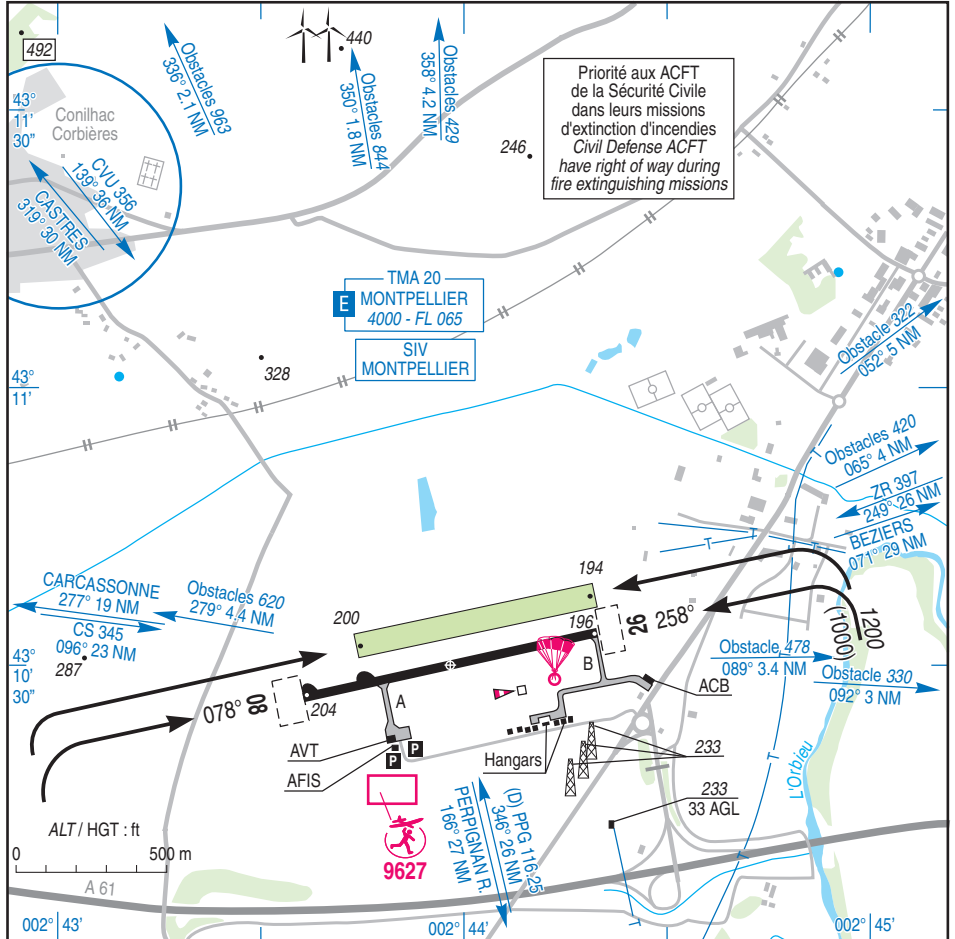 492
43°
11'
30"
Conilhac
Corbières
CVU 356
139° 36 NM
CASTRES
319° 30 NM
Obstacles 963
336° 2.1 NM
440
Obstacles 844
350° 1.8 NM
Obstacles 429
358° 4.2 NM
246
Priorité aux ACFT
de la Sécurité Civile
dans leurs missions
d'extinction d'incendies
Civil Defense ACFT
have right of way during
fire extinguishing missions
TMA 20
E MONTPELLIER
4000 - FL 065
SIV
MONTPELLIER
328
43°
11'
Obstacle 322
052° 5 NM
Obstacles 420
065° 4 NM
ZR 397
249° 26 NM
BEZIERS
071° 29 NM
T
T
T
T
CARCASSONNE
277° 19 NM
Obstacles 620
279° 4.4 NM
CS 345
096° 23 NM
287
43°
10'
30"
200
194
196
26
258°
1200
(1000)
Obstacle 478
089° 3.4 NM
Obstacle 330
092° 3 NM
078°
08
204
A
B
ACB
AVT
AFIS
P
P
Hangars
233
233
33 AGL
9627
(D) PPG 116.25
346° 26 NM
PERPIGNAN R.
166° 27 NM
L'Orbieu
T
T
T
ALT / HGT : ft
0
500 m
A 61
002° 43'
002° 44'
002° 45'